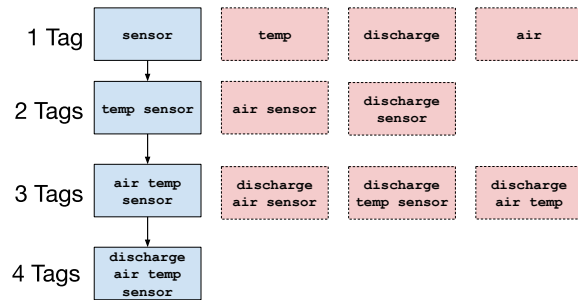 1 Tag
sensor
temp
discharge
air
2 Tags
temp sensor
air sensor
discharge
sensor
3 Tags
air temp
sensor
discharge
air sensor
discharge
temp sensor
discharge
air temp
4 Tags
discharge
air temp
sensor